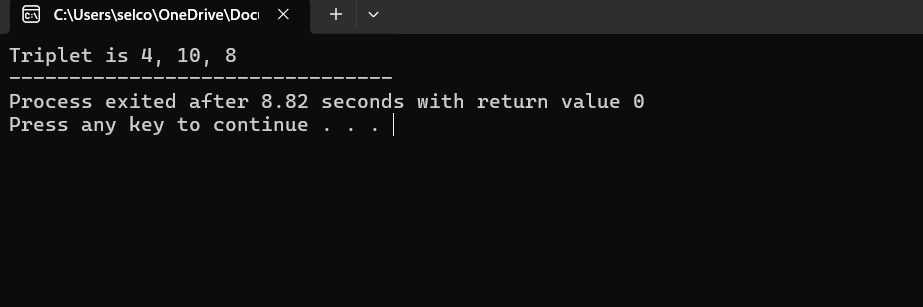 C:\Users\selco\OneDrive\Docu
Triplet is 4, 10, 8
--------------------------------
Process exited after 8.82 seconds with return value 0
Press any key to continue . . .